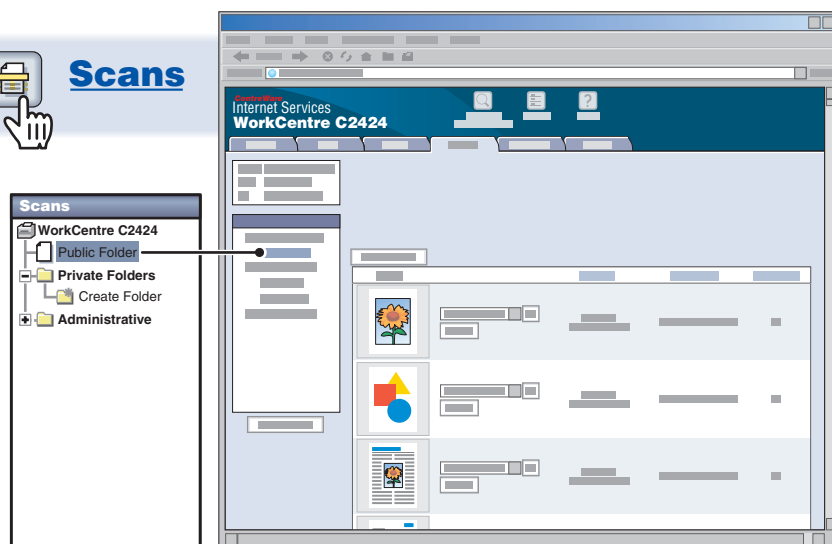 Scans
CentreWare
Internet Services
WorkCentre C2424
?
Scans
WorkCentre C2424
Public Folder
Private Folders
Create Folder
Administrative